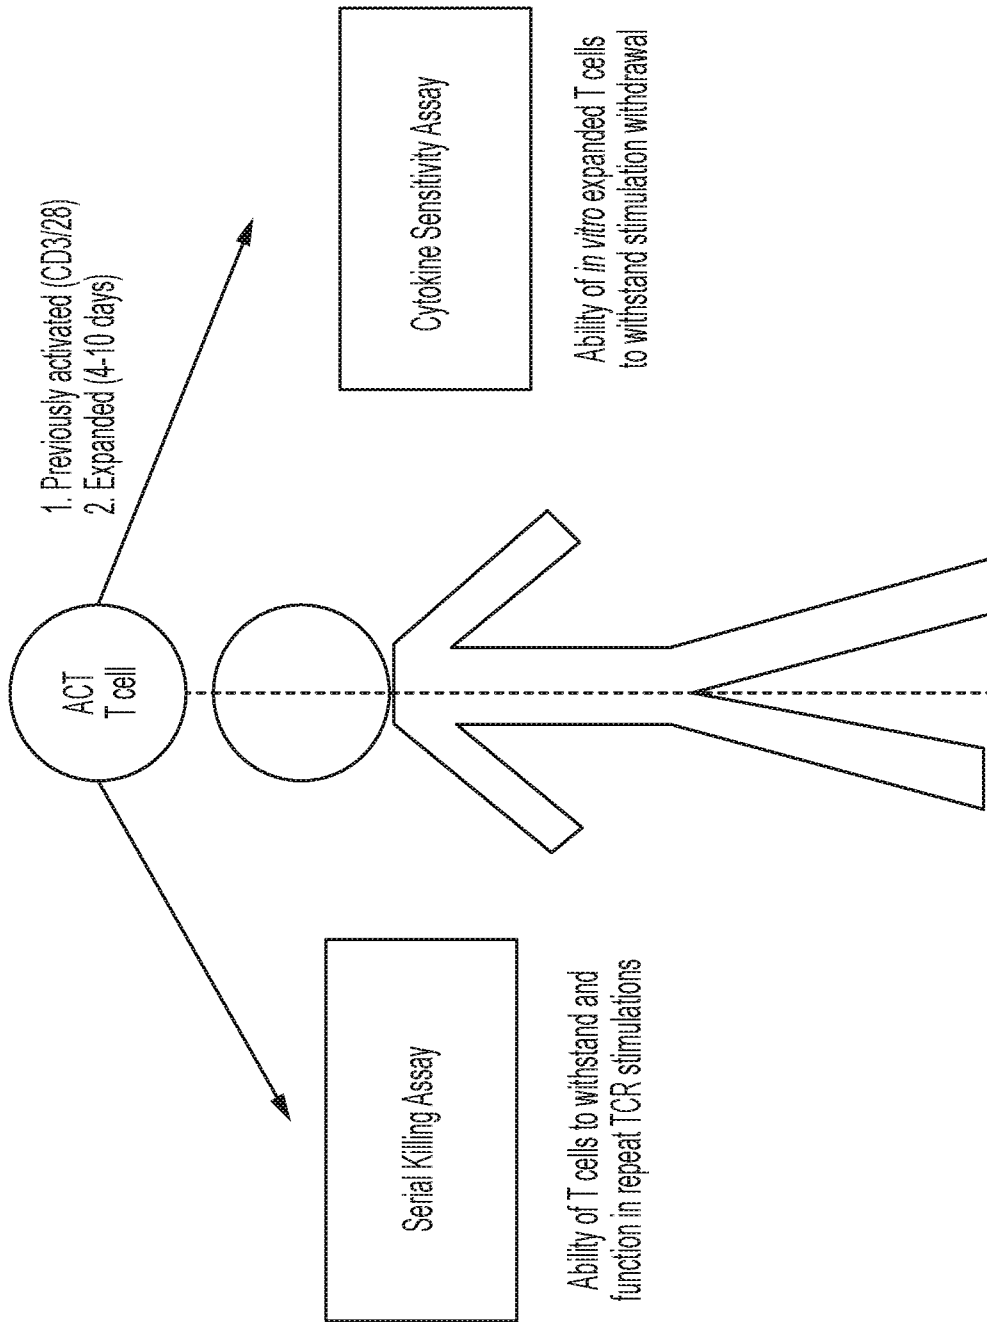 ACT
T cell
1. Previously activated (CD3/28)
2. Expanded (4-10 days)
Serial Killing Assay
Ability of T cells to withstand and
function in repeat TCR stimulations
Cytokine Sensitivity Assay
Ability of in vitro expanded T cells
to withstand stimulation withdrawal